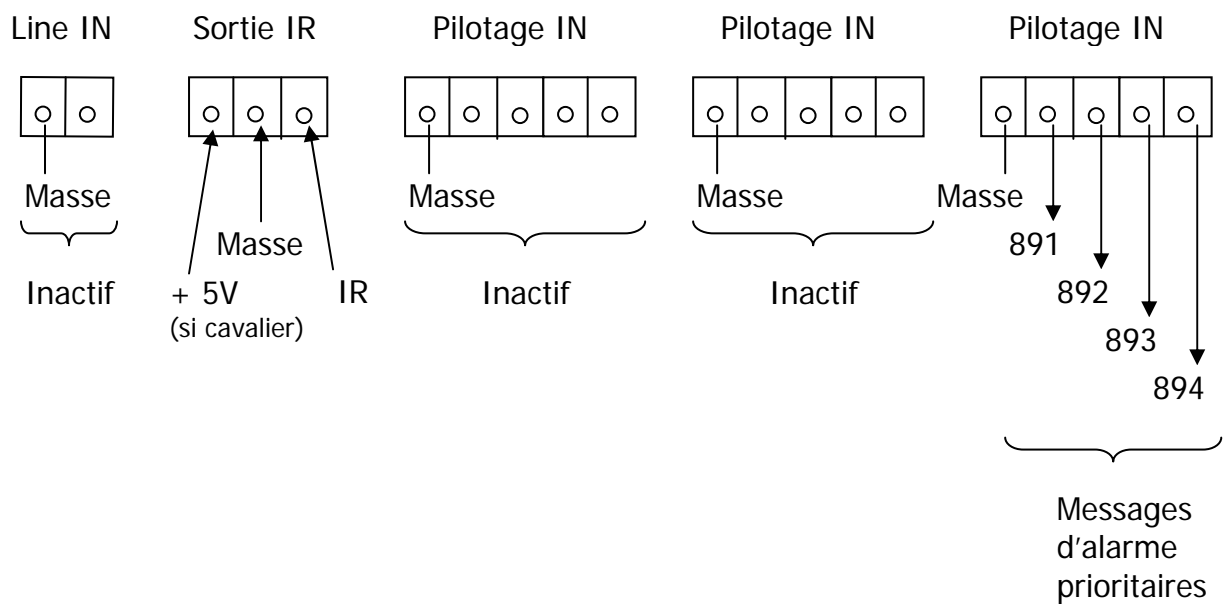 Line IN
Sortie IR
Pilotage IN
Pilotage IN
Pilotage IN
Masse
Masse
Masse
Masse
Masse
891
Inactif
+ 5V
(si cavalier)
IR
Inactif
Inactif
892
893
894
Messages
d'alarme
prioritaires